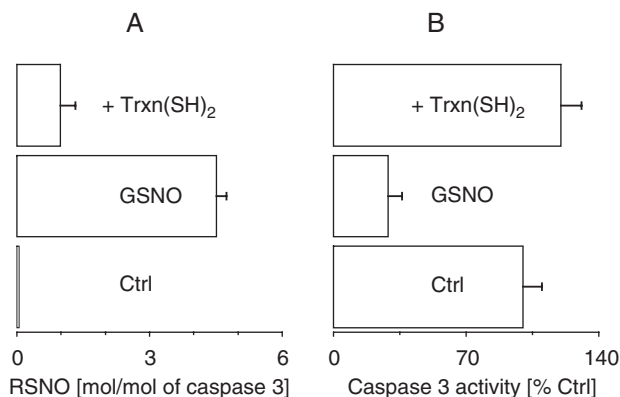 A
+ Trxn(SH)₂
GSNO
Ctrl
0 3 6
RSNO [mol/mol of caspase 3]
B
+ Trxn(SH)₂
GSNO
Ctrl
0 70 140
Caspase 3 activity [% Ctrl]